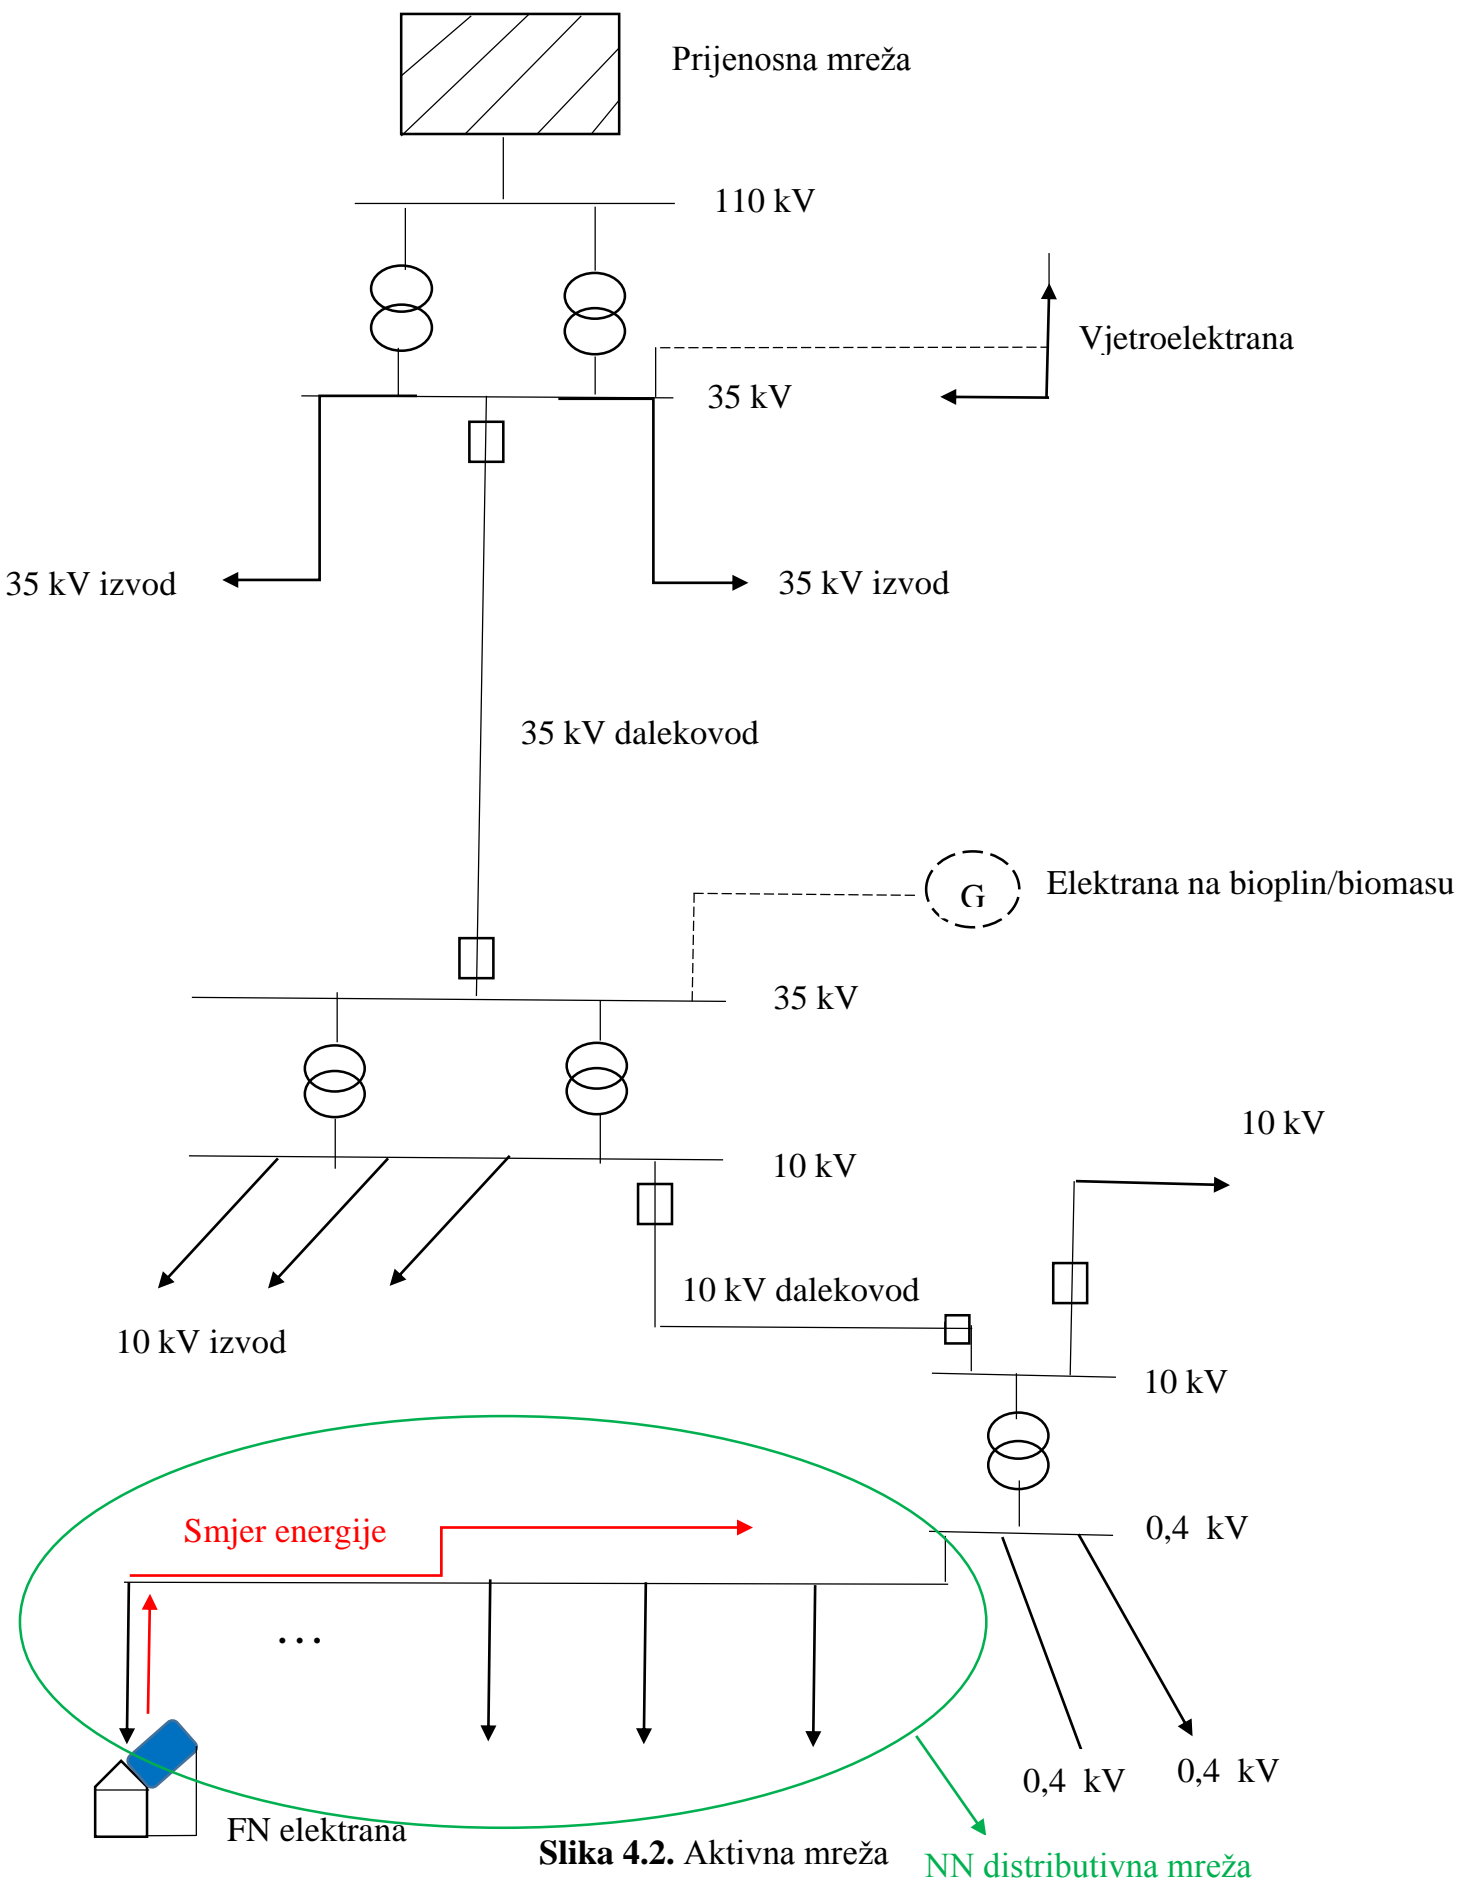 Prijenosna mreža
110 kV
Vjetroelektrana
35 kV
35 kV izvod
35 kV izvod
35 kV dalekovod
G
Elektrana na bioplin/biomasu
35 kV
10 kV
10 kV
10 kV dalekovod
10 kV izvod
10 kV
Smjer energije
0,4 kV
...
0,4 kV
0,4 kV
FN elektrana
Slika 4.2. Aktivna mreža
NN distributivna mreža